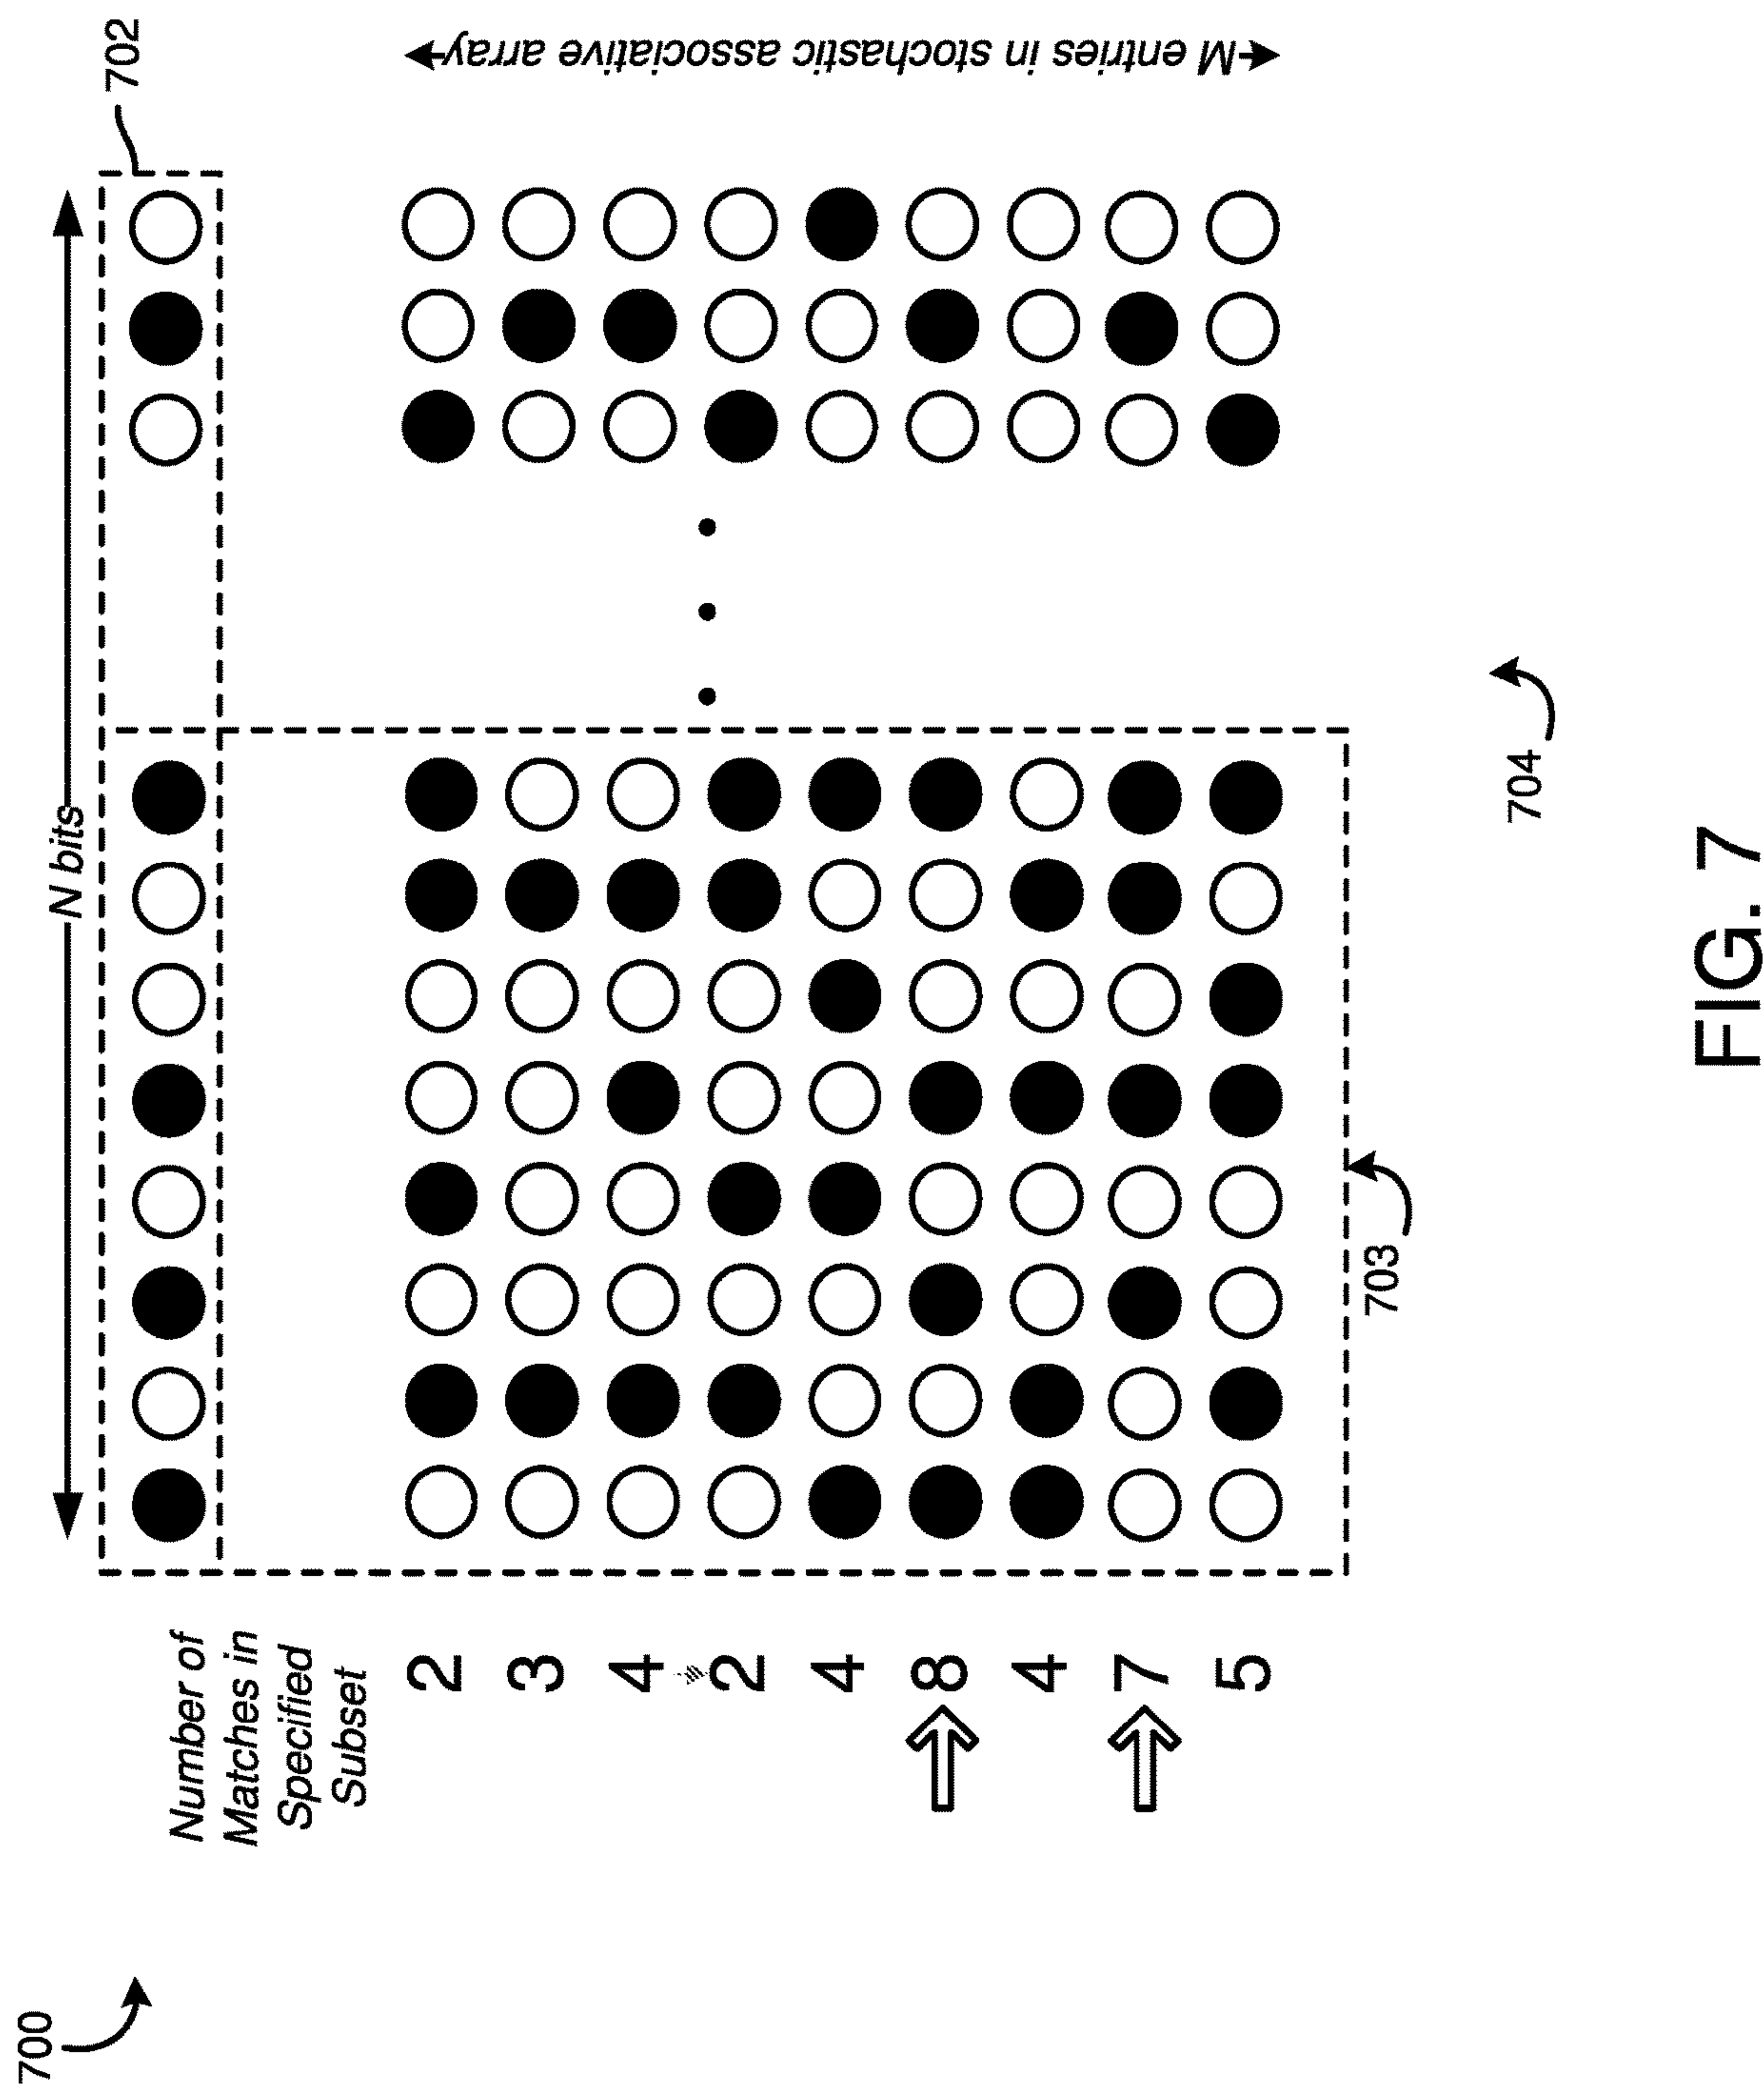 700
N bits
702
Number of
Matches in
Specified
Subset
2
3
4
2
4
8
4
7
5
M entries in stochastic associative array
703
704
FIG. 7